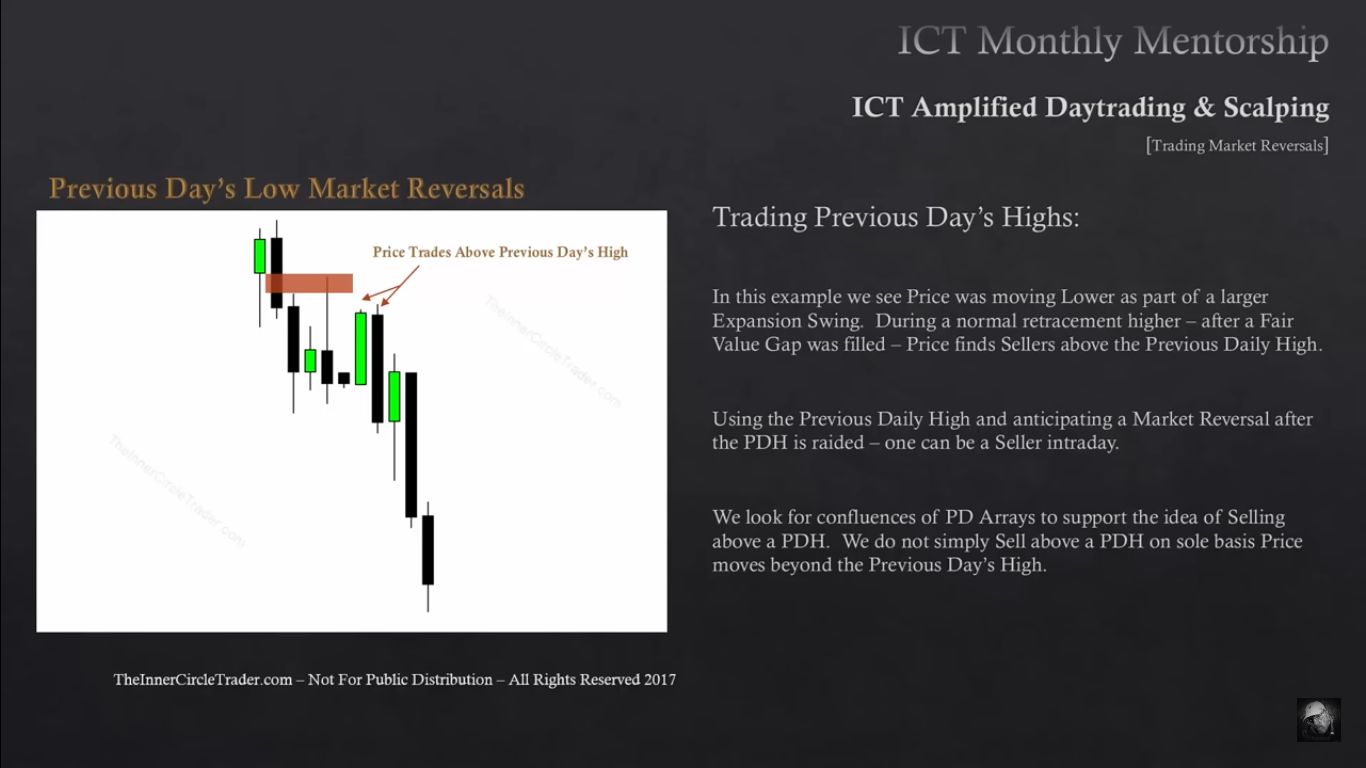 ICT Monthly Mentorship
ICT Amplified Daytrading & Scalping
[Trading Market Reversals]
Previous Day's Low Market Reversals
Price Trades Above Previous Day's High
TheInnerCircleTrader.com
TheInnerCircleTrader.com
Trading Previous Day's Highs:
In this example we see Price was moving Lower as part of a larger
Expansion Swing. During a normal retracement higher – after a Fair
Value Gap was filled – Price finds Sellers above the Previous Daily High.
Using the Previous Daily High and anticipating a Market Reversal after
the PDH is raided – one can be a Seller intraday.
We look for confluences of PD Arrays to support the idea of Selling
above a PDH. We do not simply Sell above a PDH on sole basis Price
moves beyond the Previous Day's High.
TheInnerCircleTrader.com – Not For Public Distribution – All Rights Reserved 2017